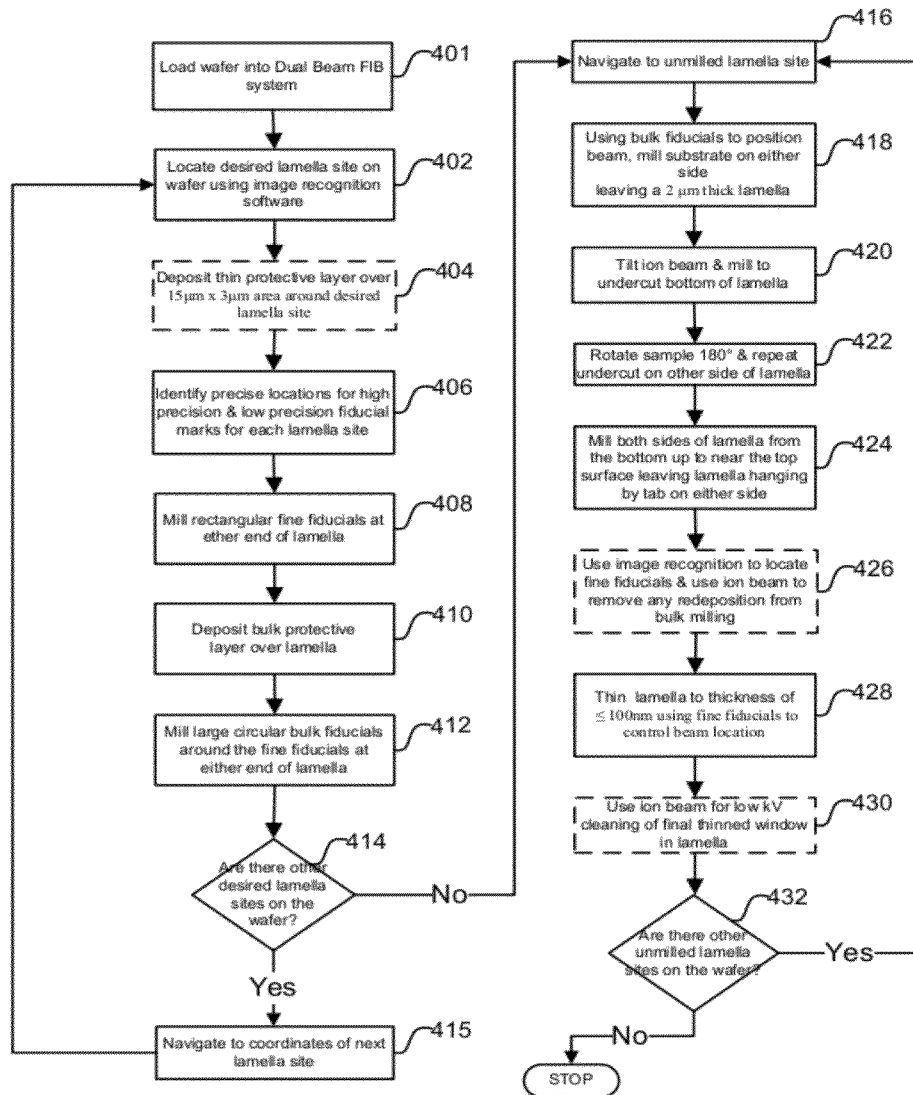 401
Load wafer into Dual Beam FIB
system
402
Locate desired lamella site on
wafer using image recognition
software
404
Deposit thin protective layer over
15µm x 3µm area around desired
lamella site
406
Identify precise locations for high
precision & low precision fiducial
marks for each lamella site
408
Mill rectangular fine fiducials at
ether end of lamella
410
Deposit bulk protective
layer over lamella
412
Mill large circular bulk fiducials
around the fine fiducials at
either end of lamella
414
Are there other
desired lamella
sites on the
wafer?
No
Yes
415
Navigate to coordinates of next
lamella site
416
Navigate to unmilled lamella site
418
Using bulk fiducials to position
beam, mill substrate on either
side
leaving a 2 µm thick lamella
420
Tilt ion beam & mill to
undercut bottom of lamella
422
Rotate sample 180° & repeat
undercut on other side of lamella
424
Mill both sides of lamella from
the bottom up to near the top
surface leaving lamella hanging
by tab on either side
426
Use image recognition to locate
fine fiducials & use ion beam to
remove any redeposition from
bulk milling
428
Thin lamella to thickness of
≤ 100nm using fine fiducials to
control beam location
430
Use ion beam for low kV
cleaning of final thinned window
in lamella
432
Are there other
unmilled lamella
sites on the wafer?
Yes
No
STOP